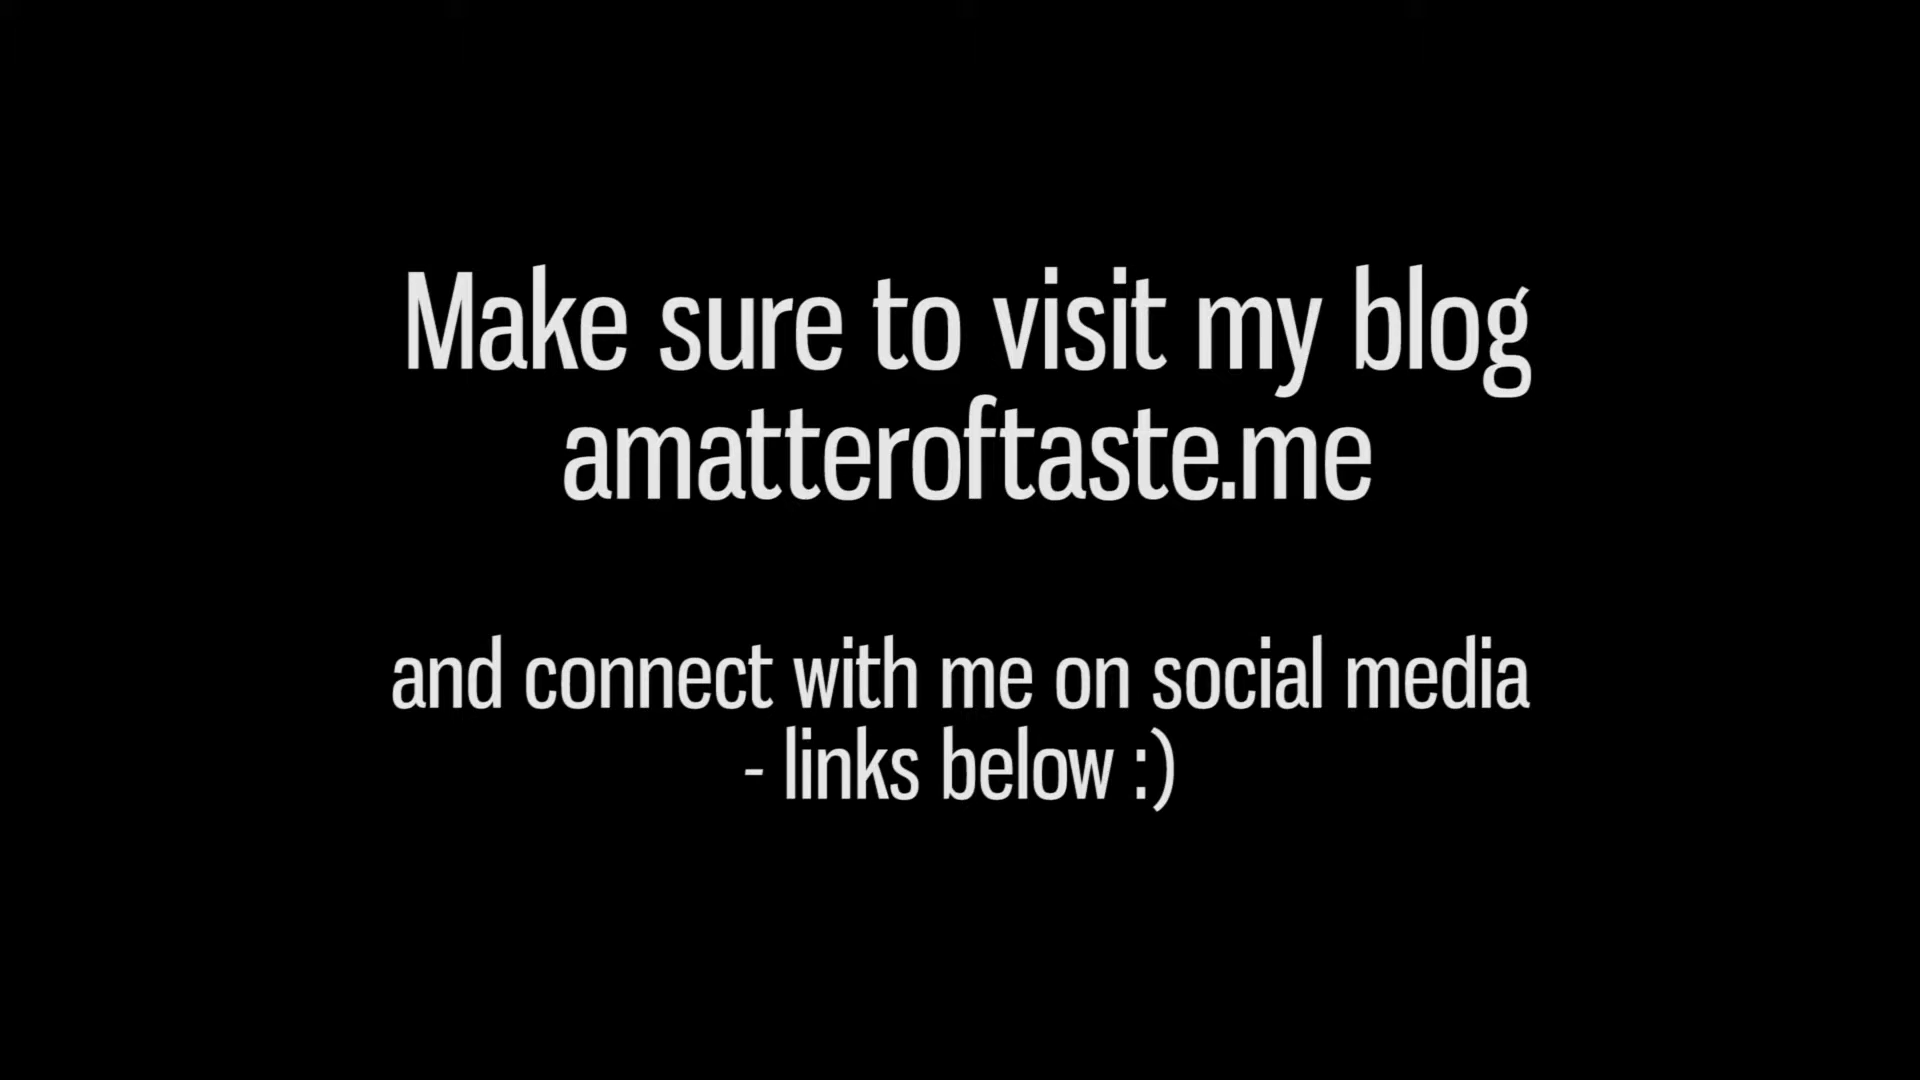 Make sure to visit my blog
amatteroftaste.me
and connect with me on social media
- links below :)